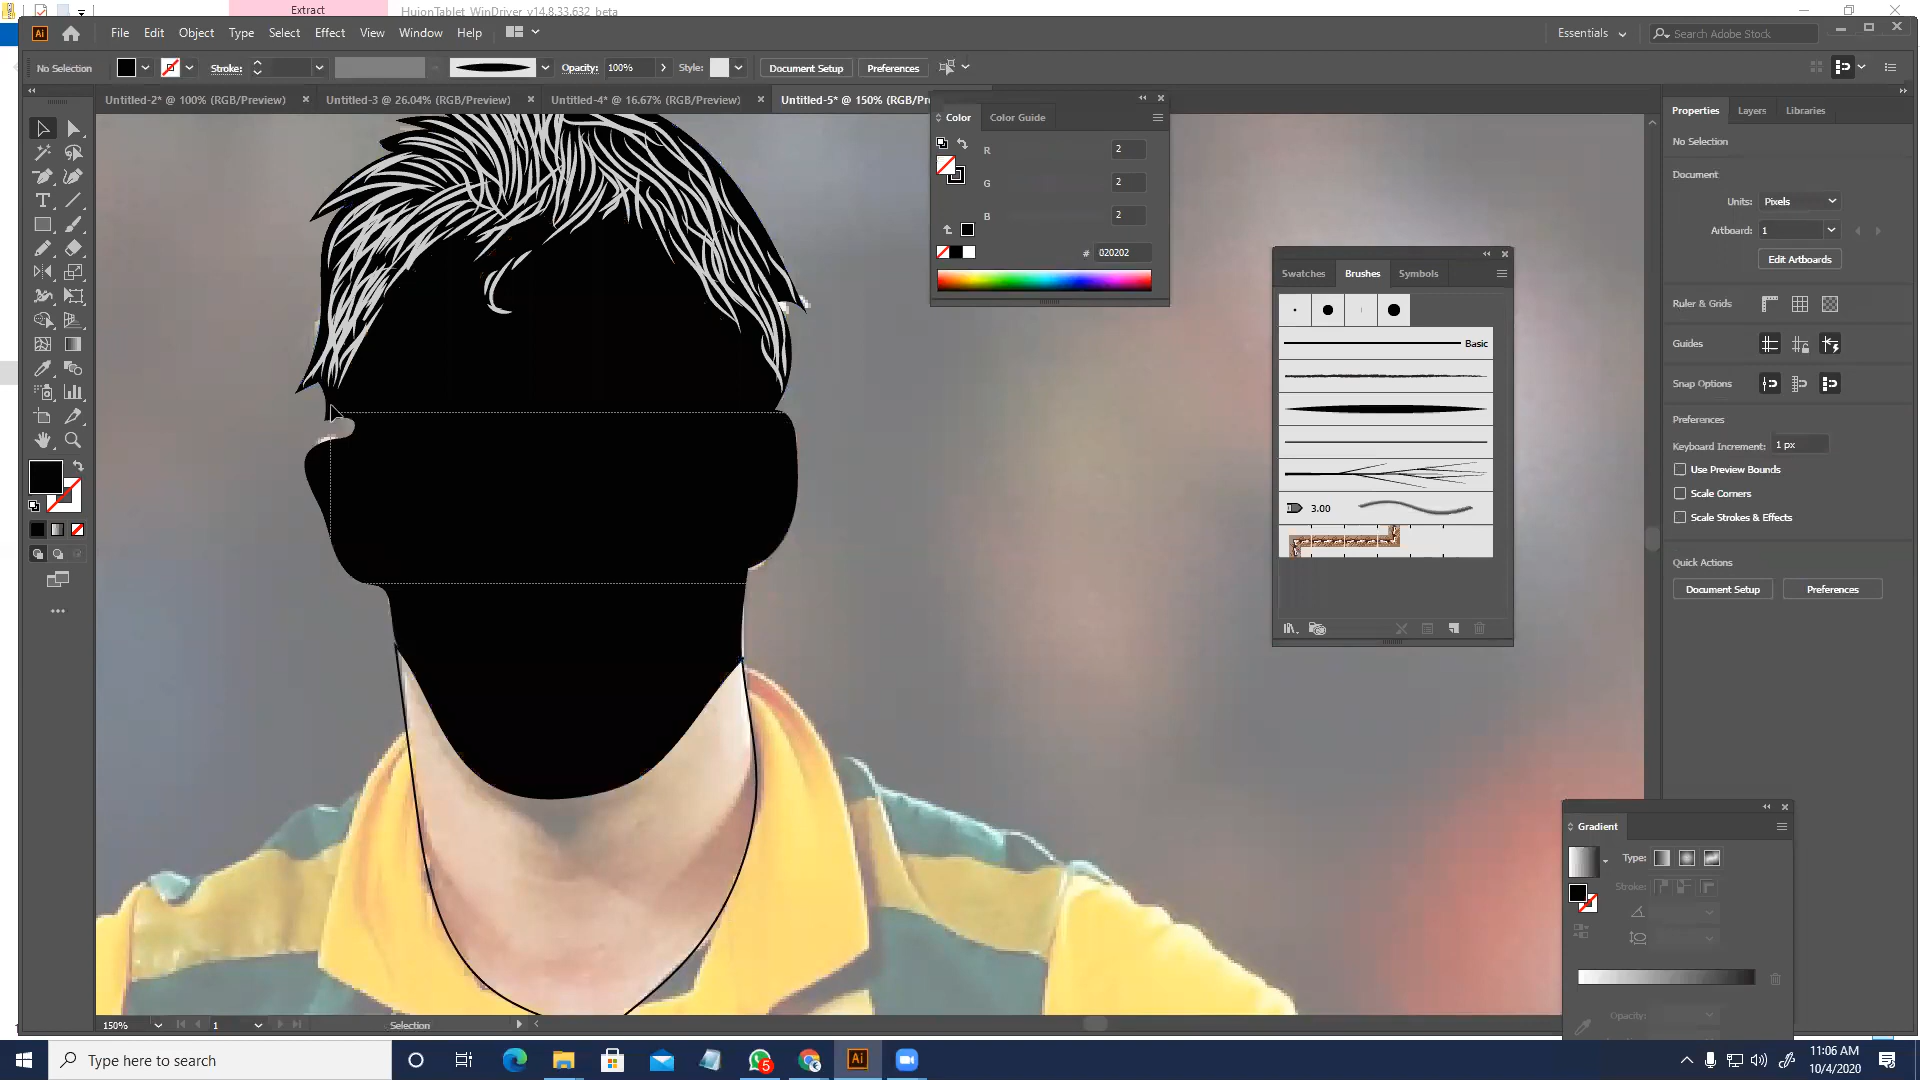 Extract
HuionTablet_WinDriver_v14.8.33.632_beta
Ai
File Edit Object Type Select Effect View Window Help
Essentials
Search Adobe Stock
No Selection
Stroke:
Opacity: 100%
Style:
Document Setup
Preferences
Untitled-2* @ 100% (RGB/Preview)
Untitled-3 @ 26.04% (RGB/Preview)
Untitled-4* @ 16.67% (RGB/Preview)
Untitled-5* @ 150% (RGB/Pr
Color
Color Guide
R 2
G 2
B 2
# 020202
Swatches
Brushes
Symbols
Basic
3.00
Properties
Layers
Libraries
No Selection
Document
Units: Pixels
Artboard: 1
Edit Artboards
Ruler & Grids
Guides
Snap Options
Preferences
Keyboard Increment: 1 px
Use Preview Bounds
Scale Corners
Scale Strokes & Effects
Quick Actions
Document Setup
Preferences
Gradient
Type:
Stroke:
Opacity:
150%
1
Selection
Type here to search
5
Ai
11:06 AM
10/4/2020